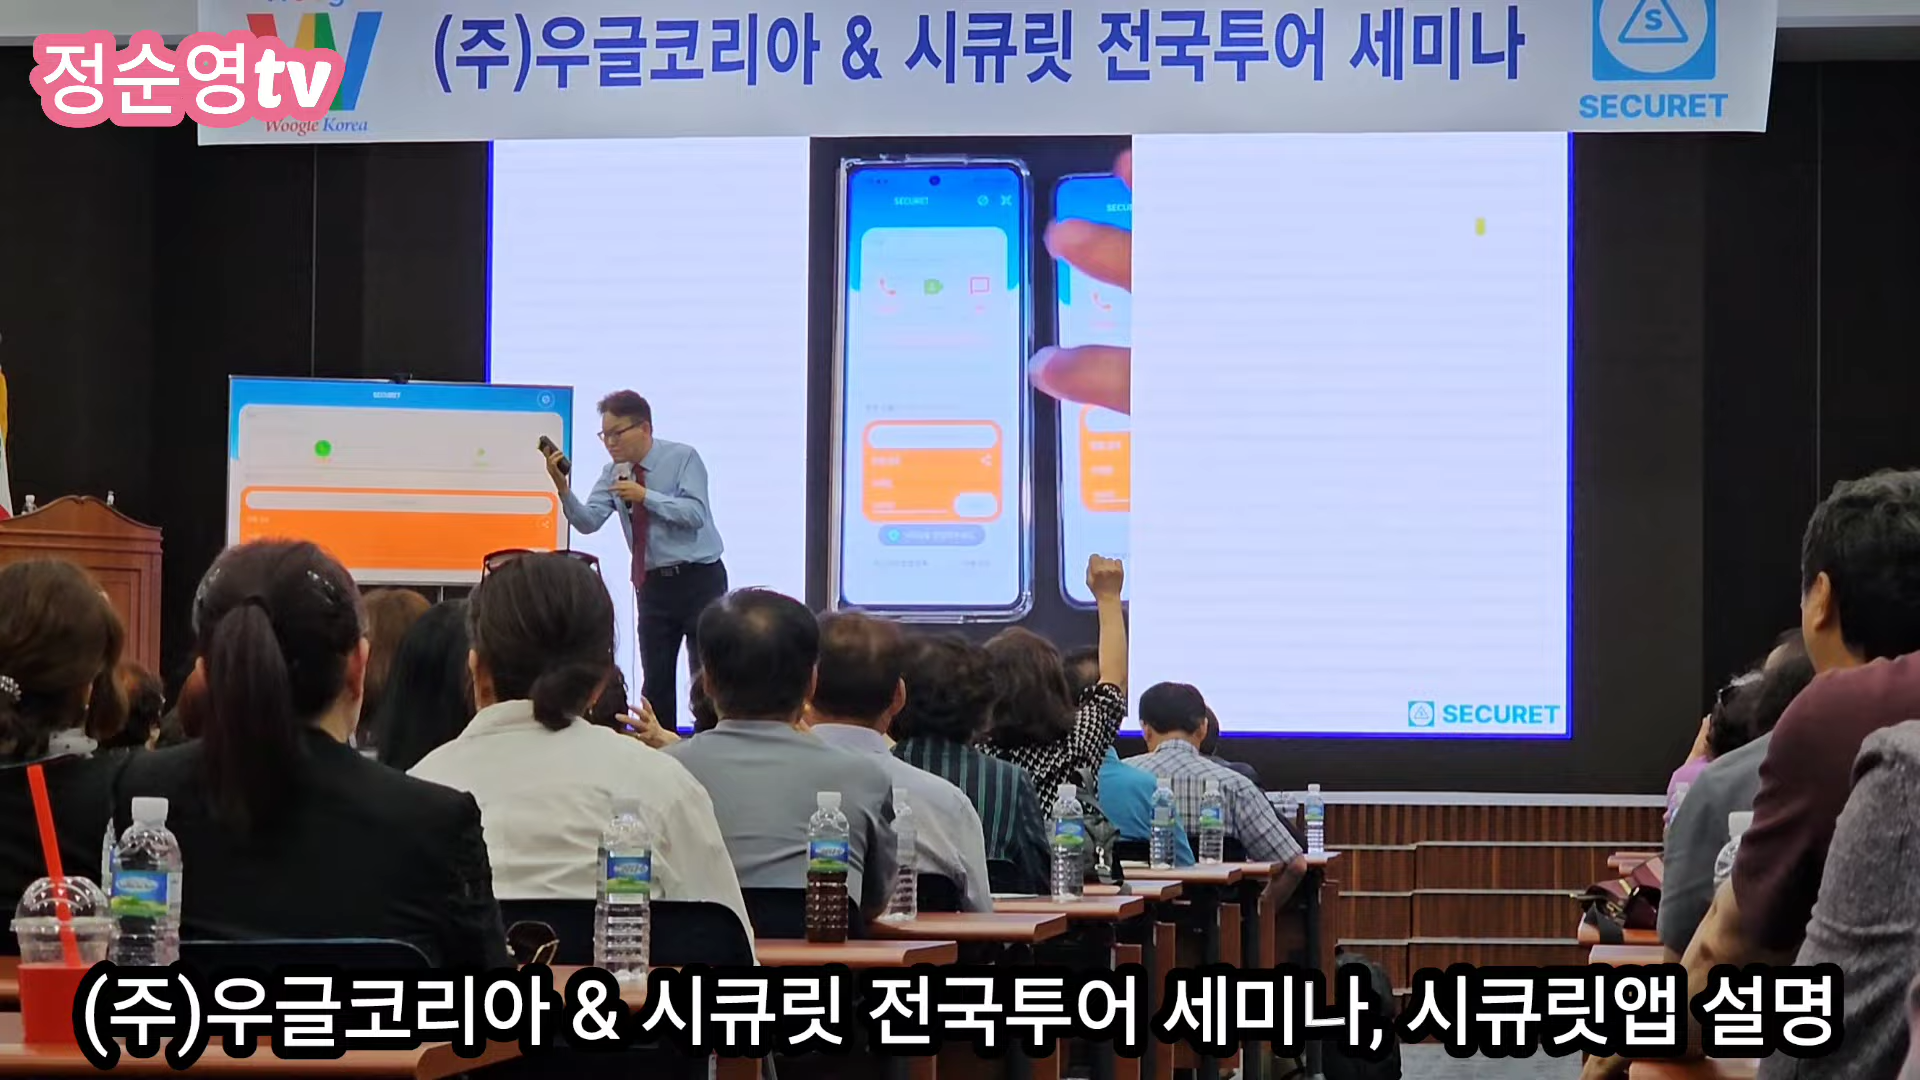 정순영tv
Woogle Korea
(주)우글코리아 & 시큐릿 전국투어 세미나
S
SECURET
SECURET
SECURET
SECURET
(주)우글코리아 & 시큐릿 전국투어 세미나, 시큐릿앱 설명